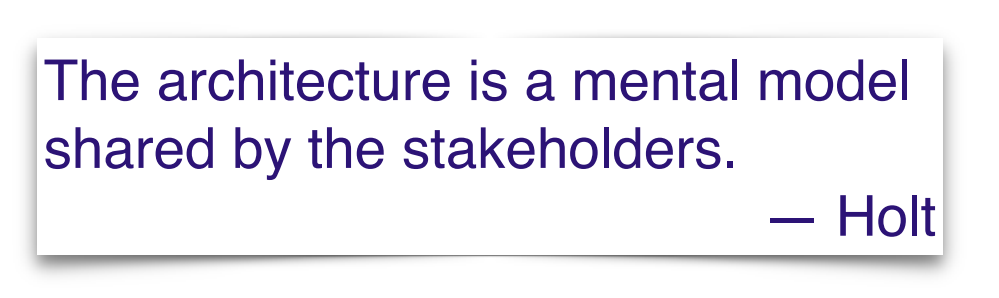 The architecture is a mental model
shared by the stakeholders.
— Holt